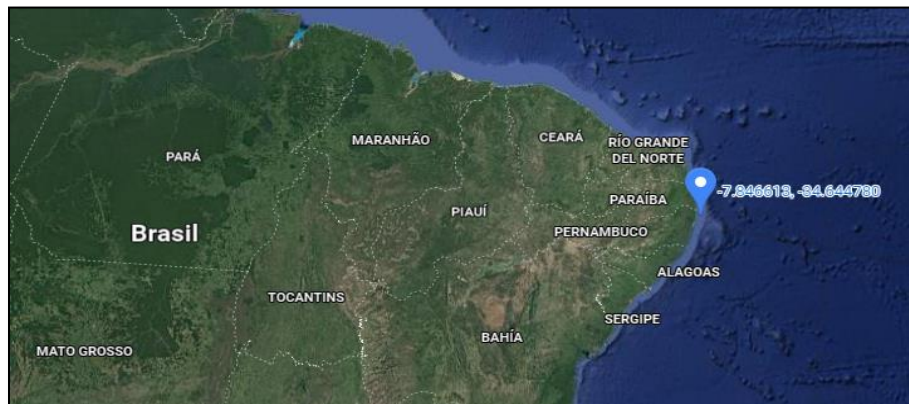 MARANHÃO
CEARÁ
RÍO GRANDE
DEL NORTE
PARÁ
-7.846613, -34.644780
PARAÍBA
PIAUÍ
Brasil
PERNAMBUCO
ALAGOAS
TOCANTINS
SERGIPE
BAHÍA
MATO GROSSO